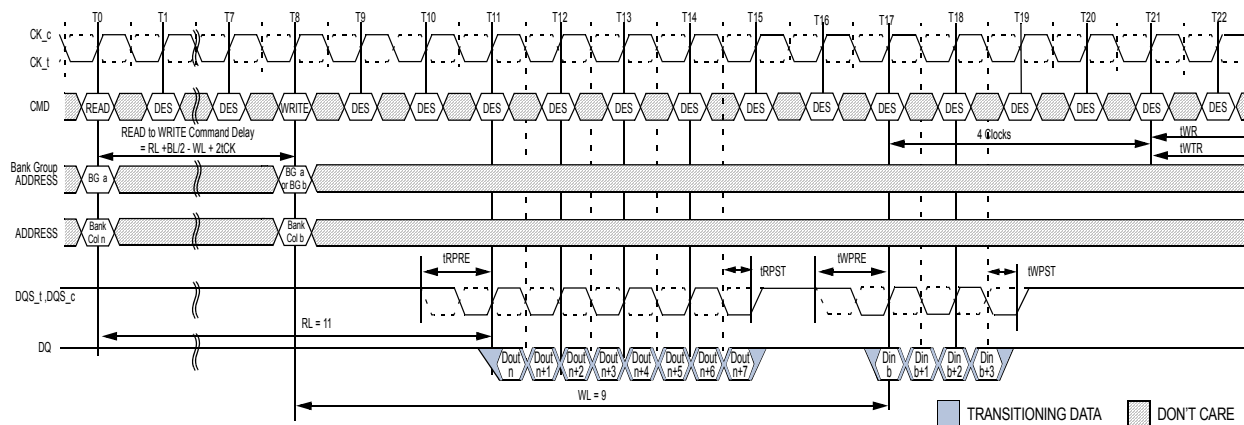 T0 T1 T7 T8 T9 T10 T11 T12 T13 T14 T15 T16 T17 T18 T19 T20 T21 T22
CK_c
CK_t
CMD READ DES DES WRITE DES DES DES DES DES DES DES DES DES DES DES DES DES DES
READ to WRITE Command Delay
= RL +BL/2 - WL + 2tCK
4 Clocks
tWR
tWTR
Bank Group
ADDRESS
BG a
BG a
or BG b
ADDRESS
Bank
Col n
Bank
Col b
tRPRE tRPST tWPRE tWPST
DQS_t ,DQS_c
RL = 11
DQ
Dout
n
Dout
n+1
Dout
n+2
Dout
n+3
Dout
n+4
Dout
n+5
Dout
n+6
Dout
n+7
Din
b
Din
b+1
Din
b+2
Din
b+3
WL = 9
TRANSITIONING DATA DON'T CARE